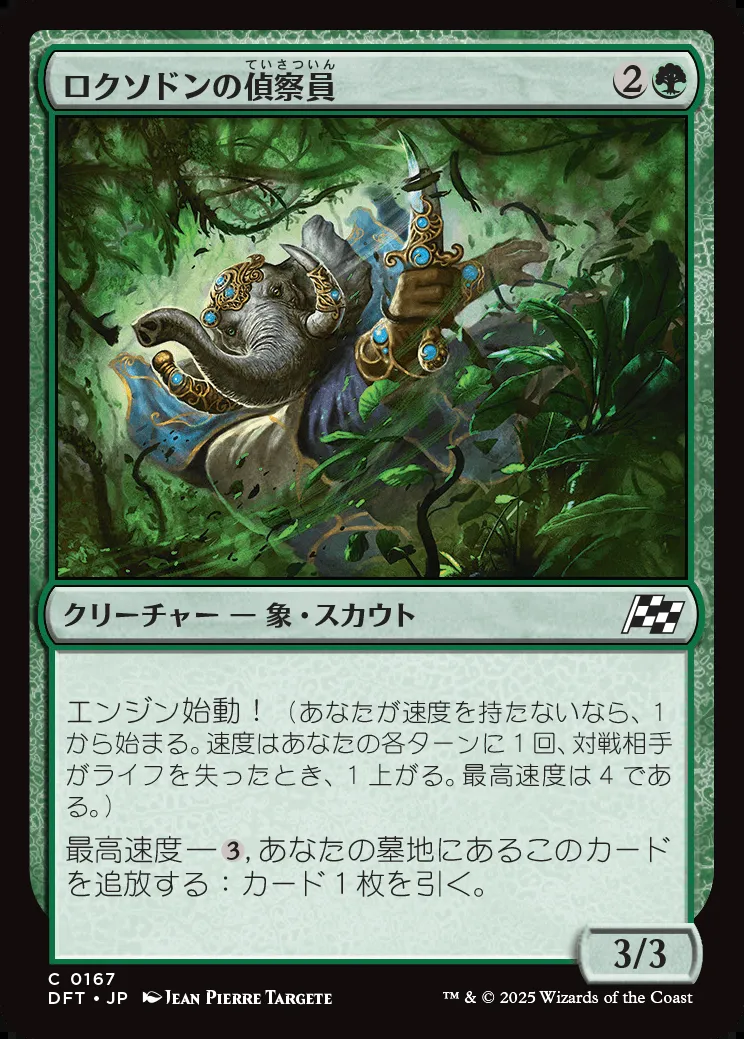 ていさついん
ロクソドンの偵察員 2
クリーチャー — 象・スカウト
エンジン始動！（あなたが速度を持たないなら、1
から始まる。速度はあなたの各ターンに1回、対戦相手
がライフを失ったとき、1上がる。最高速度は4であ
る。）
最高速度—3,あなたの墓地にあるこのカード
を追放する：カード1枚を引く。
3/3
C 0167
DFT • JP JEAN PIERRE TARGETE
™ & © 2025 Wizards of the Coast